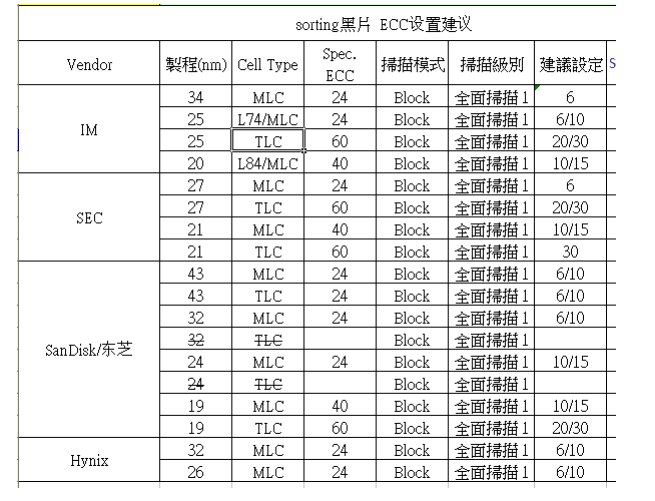 sorting黑片 ECC设置建议
Vendor 製程(nm) Cell Type Spec. ECC 掃描模式 掃描級別 建議設定 S
IM
34 MLC 24 Block 全面掃描1 6
25 L74/MLC 24 Block 全面掃描1 6/10
25 TLC 60 Block 全面掃描1 20/30
20 L84/MLC 40 Block 全面掃描1 10/15
SEC
27 MLC 24 Block 全面掃描1 6
27 TLC 60 Block 全面掃描1 20/30
21 MLC 40 Block 全面掃描1 10/15
21 TLC 60 Block 全面掃描1 30
SanDisk/东芝
43 MLC 24 Block 全面掃描1 6/10
43 TLC 24 Block 全面掃描1 6/10
32 MLC 24 Block 全面掃描1 6/10
32 TLC Block 全面掃描1
24 MLC 24 Block 全面掃描1 10/15
24 TLC Block 全面掃描1
19 MLC 40 Block 全面掃描1 10/15
19 TLC 60 Block 全面掃描1 20/30
Hynix
32 MLC 24 Block 全面掃描1 6/10
26 MLC 24 Block 全面掃描1 6/10